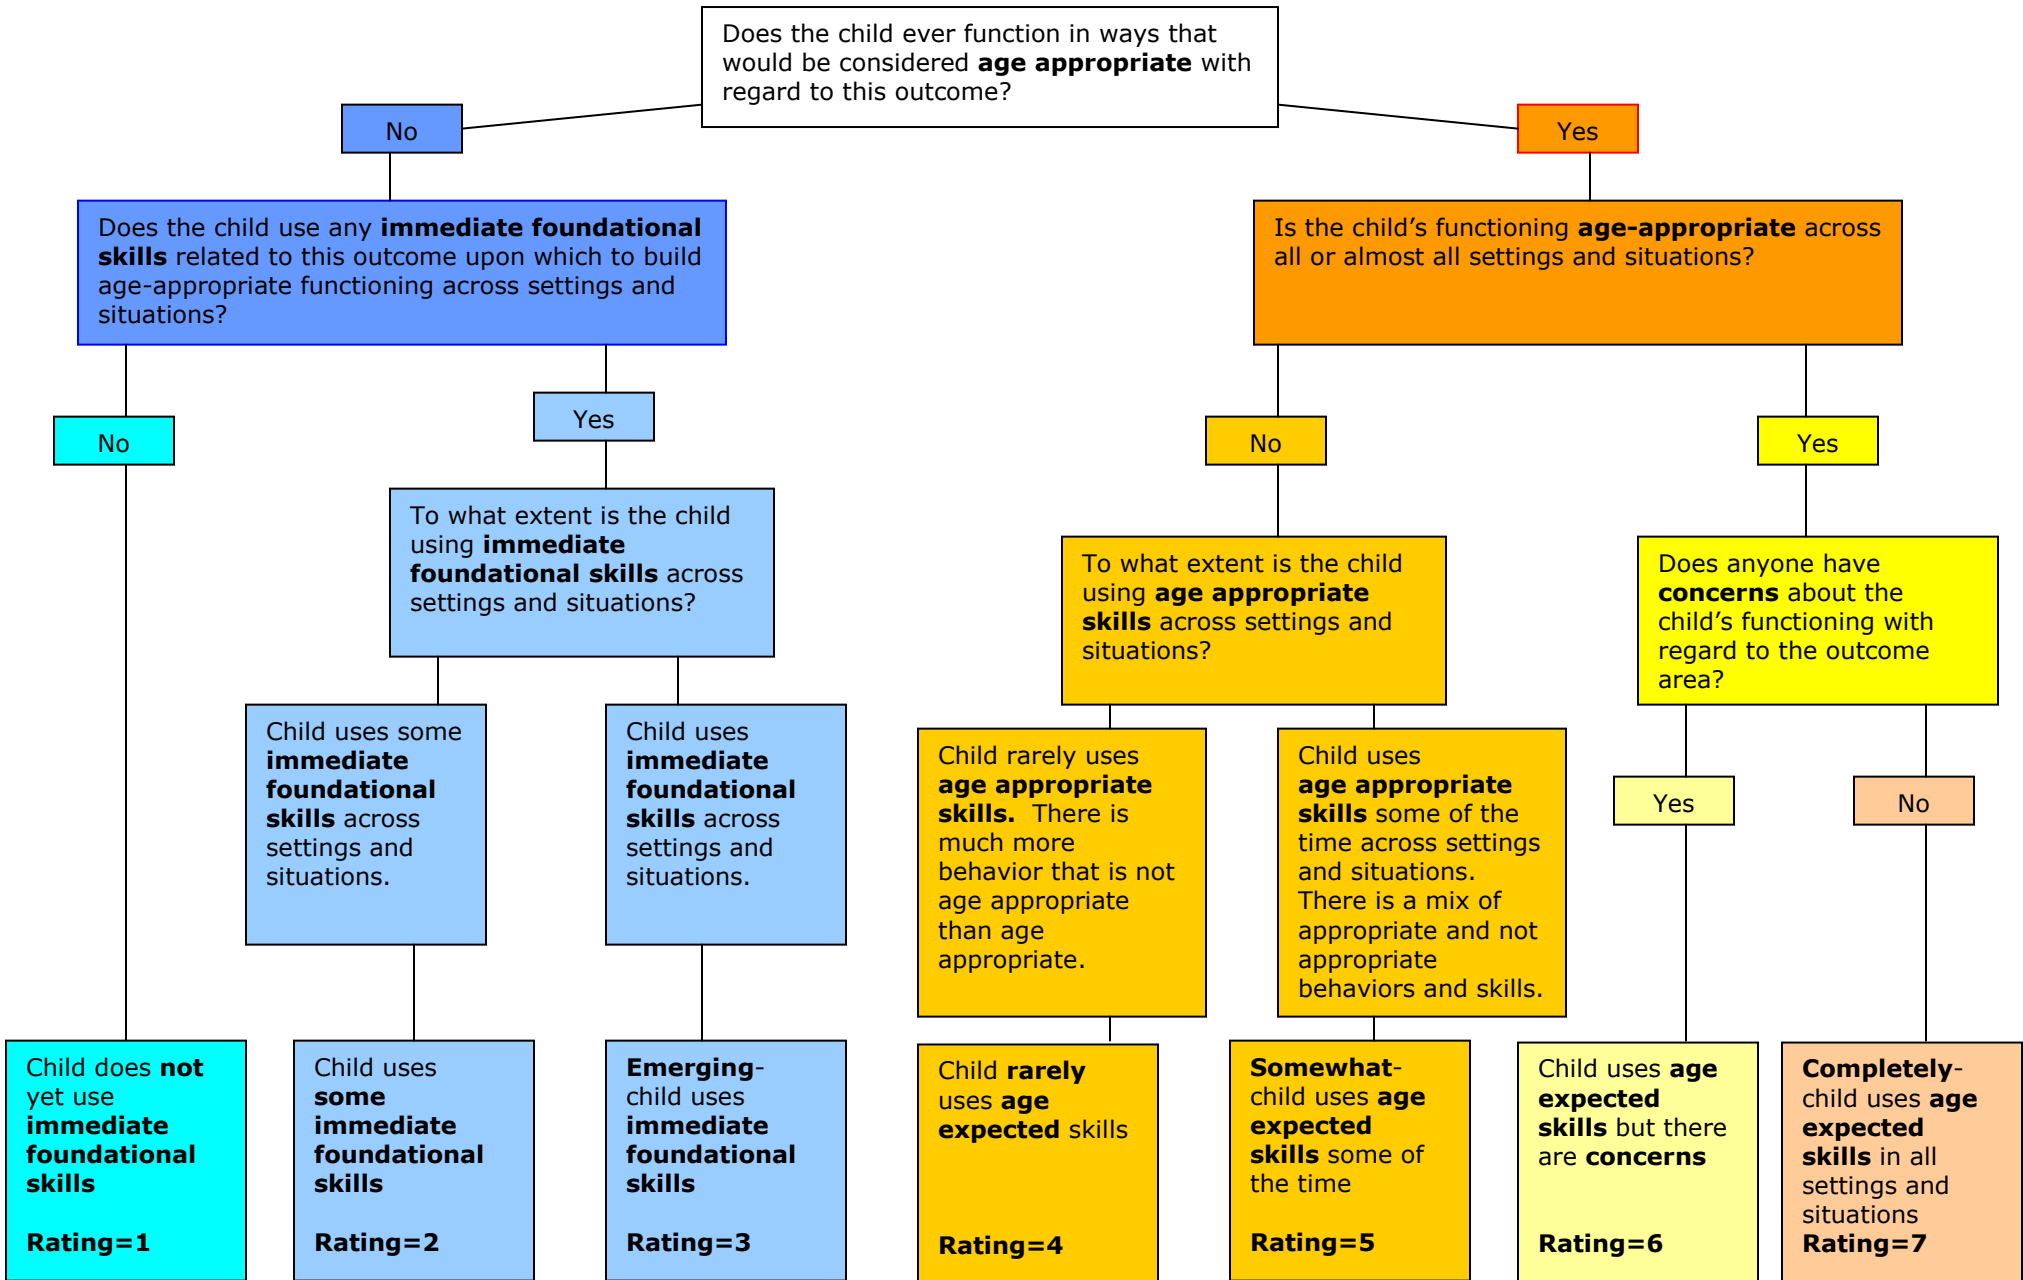 Does the child ever function in ways that
would be considered age appropriate with
regard to this outcome?
No
Yes
Does the child use any immediate foundational
skills related to this outcome upon which to build
age-appropriate functioning across settings and
situations?
Is the child’s functioning age-appropriate across
all or almost all settings and situations?
No
Yes
No
Yes
To what extent is the child
using immediate
foundational skills across
settings and situations?
To what extent is the child
using age appropriate
skills across settings and
situations?
Does anyone have
concerns about the
child’s functioning with
regard to the outcome
area?
Child uses some
immediate
foundational
skills across
settings and
situations.
Child uses
immediate
foundational
skills across
settings and
situations.
Child rarely uses
age appropriate
skills. There is
much more
behavior that is not
age appropriate
than age
appropriate.
Child uses
age appropriate
skills some of the
time across settings
and situations.
There is a mix of
appropriate and not
appropriate
behaviors and skills.
Yes
No
Child does not
yet use
immediate
foundational
skills
Rating=1
Child uses
some
immediate
foundational
skills
Rating=2
Emerging-
child uses
immediate
foundational
skills
Rating=3
Child rarely
uses age
expected skills
Rating=4
Somewhat-
child uses age
expected
skills some of
the time
Rating=5
Child uses age
expected
skills but there
are concerns
Rating=6
Completely-
child uses age
expected
skills in all
settings and
situations
Rating=7